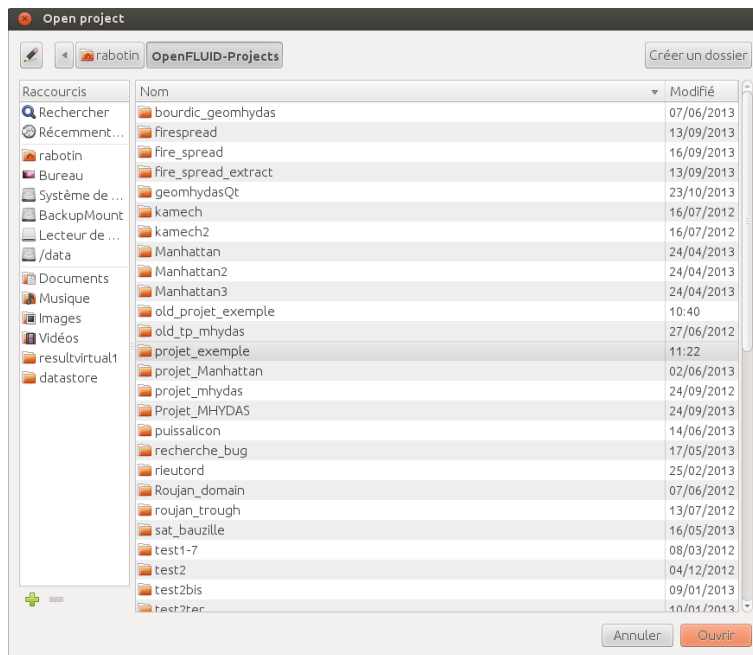 Open project
rabotin OpenFLUID-Projects Créer un dossier
Raccourcis
Rechercher
Récemment...
rabotin
Bureau
Système de ...
BackupMount
Lecteur de ...
/data
Documents
Musique
Images
Vidéos
resultvirtual1
datastore
Nom Modifié
bourdic_geomhydas 07/06/2013
firespread 13/09/2013
fire_spread 16/09/2013
fire_spread_extract 13/09/2013
geomhydasQt 23/10/2013
kamech 16/07/2012
kamech2 16/07/2012
Manhattan 24/04/2013
Manhattan2 24/04/2013
Manhattan3 24/04/2013
old_projet_exemple 10:40
old_tp_mhydas 27/06/2012
projet_exemple 11:22
projet_Manhattan 02/06/2013
projet_mhydas 24/09/2012
Projet_MHYDAS 24/09/2013
puissalicon 14/06/2013
recherche_bug 17/05/2013
rieutord 25/02/2013
Roujan_domain 07/06/2012
roujan_trough 13/07/2012
sat_bauzille 16/05/2013
test1-7 08/03/2012
test2 04/12/2012
test2bis 09/01/2013
test2ter 10/01/2013
Annuler Ouvrir